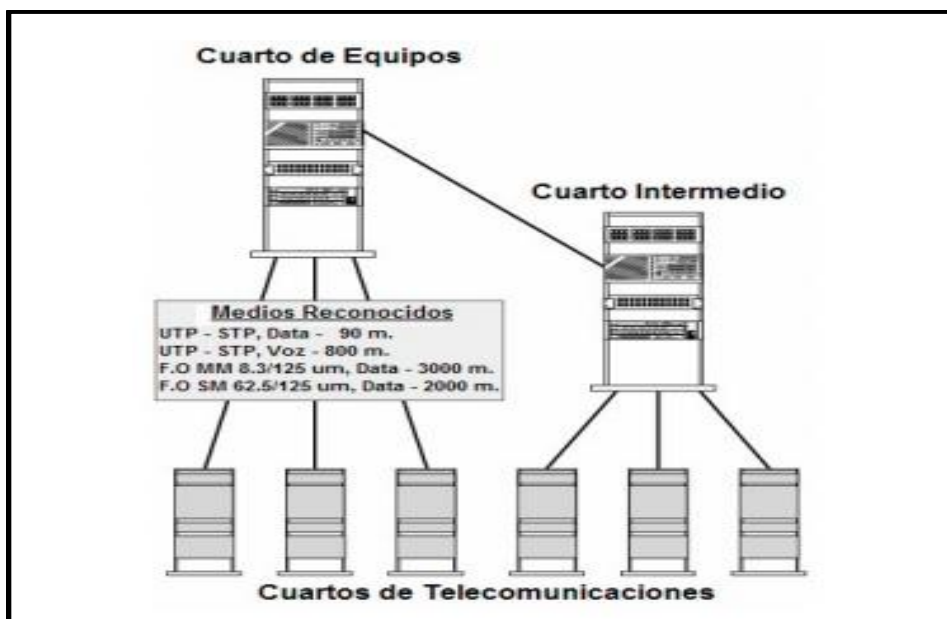 Cuarto de Equipos
Cuarto Intermedio
Medios Reconocidos
UTP - STP, Data - 90 m.
UTP - STP, Voz - 800 m.
F.O MM 8.3/125 um, Data - 3000 m.
F.O SM 62.5/125 um, Data - 2000 m.
Cuartos de Telecomunicaciones